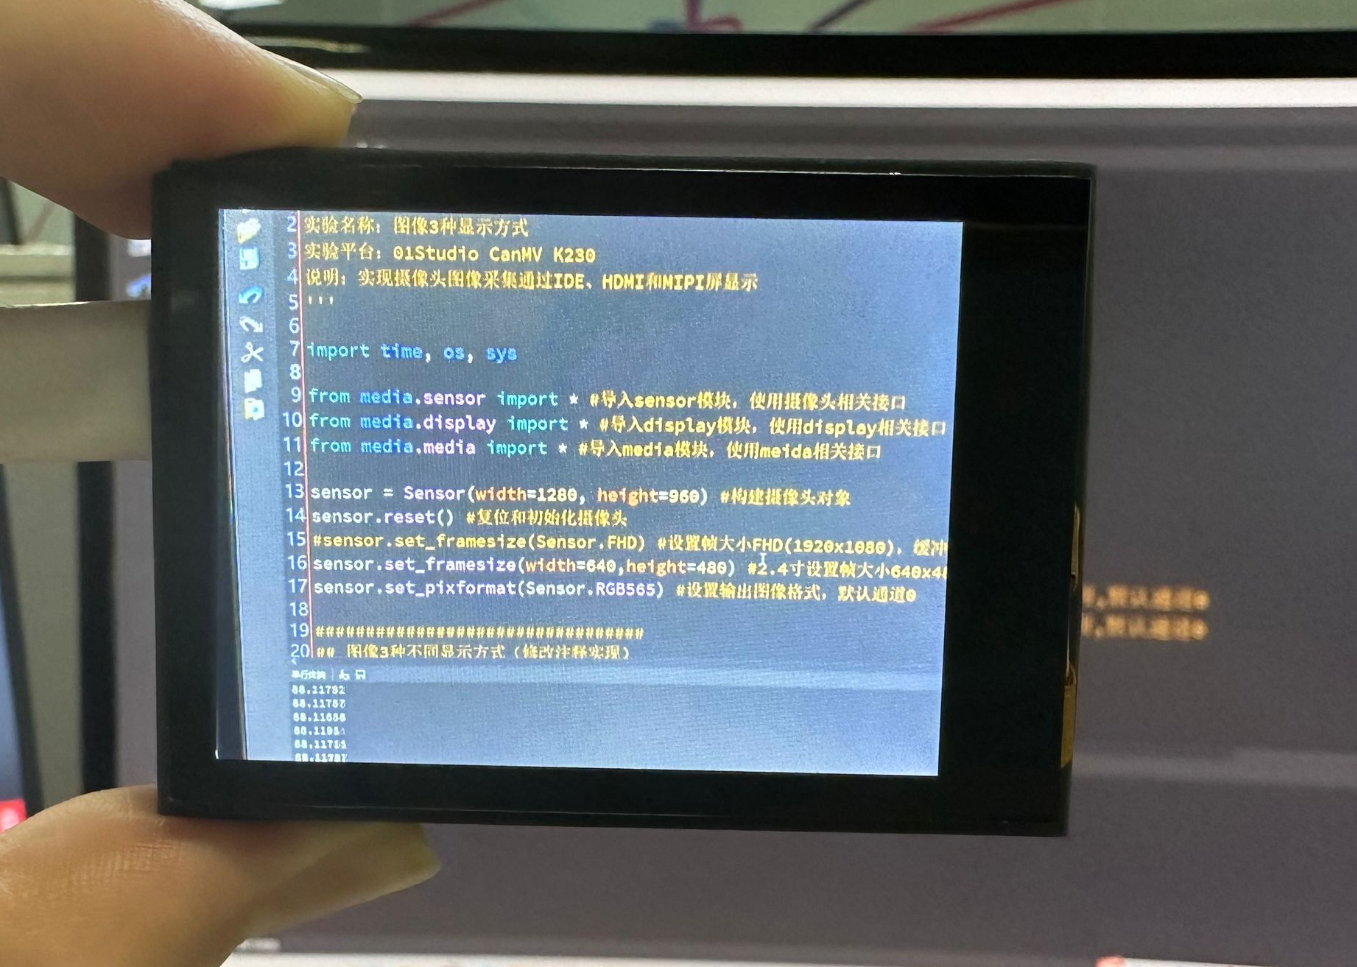 2 实验名称：图像3种显示方式
3 实验平台：01Studio CanMV K230
4 说明：实现摄像头图像采集通过IDE、HDMI和MIPI屏显示
5 '''
6
7 import time, os, sys
8
9 from media.sensor import * #导入sensor模块，使用摄像头相关接口
10 from media.display import * #导入display模块，使用display相关接口
11 from media.media import * #导入media模块，使用meida相关接口
12
13 sensor = Sensor(width=1280, height=960) #构建摄像头对象
14 sensor.reset() #复位和初始化摄像头
15 #sensor.set_framesize(Sensor.FHD) #设置帧大小FHD(1920x1080)，缓冲
16 sensor.set_framesize(width=640,height=480) #2.4寸设置帧大小640x48
17 sensor.set_pixformat(Sensor.RGB565) #设置输出图像格式，默认通道0
18
19 #################################
20 ## 图像3种不同显示方式（修改注释实现）
,默认通道0
,默认通道0